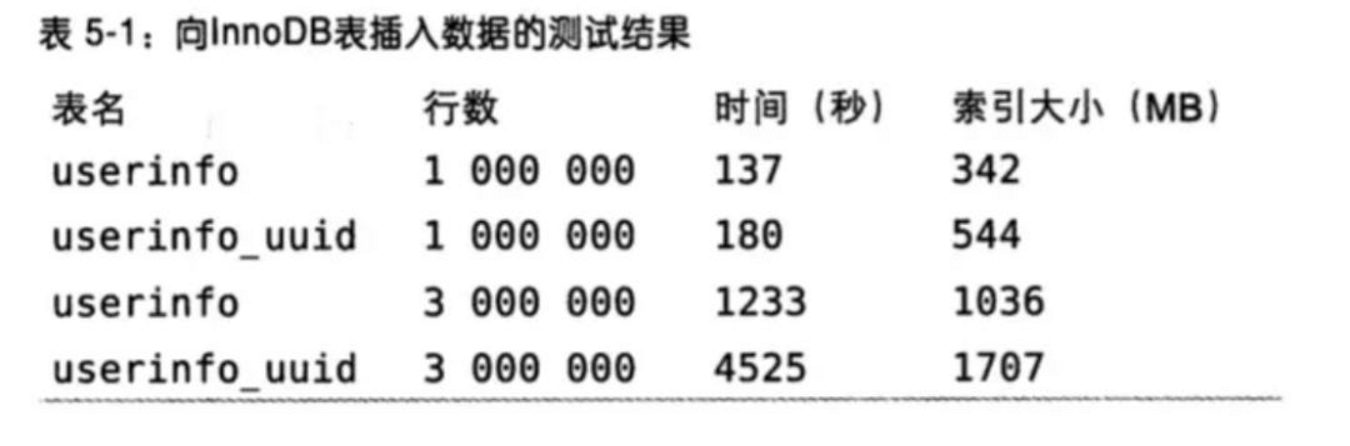 表 5-1：向InnoDB表插入数据的测试结果
表名 行数 时间（秒） 索引大小（MB）
userinfo 1 000 000 137 342
userinfo_uuid 1 000 000 180 544
userinfo 3 000 000 1233 1036
userinfo_uuid 3 000 000 4525 1707